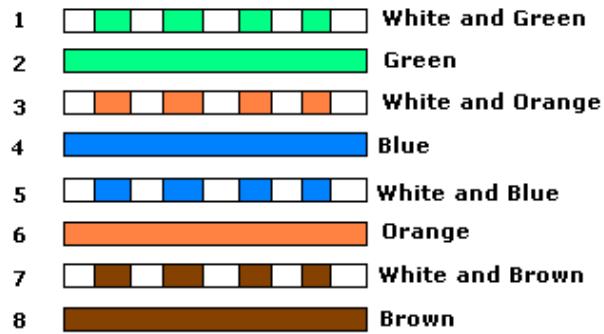 1 White and Green
2 Green
3 White and Orange
4 Blue
5 White and Blue
6 Orange
7 White and Brown
8 Brown